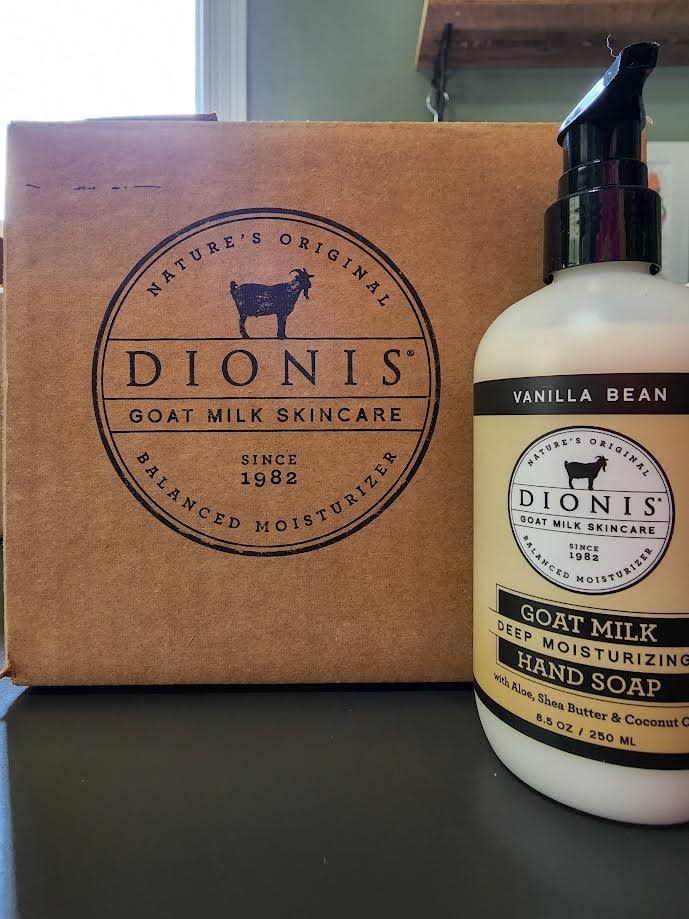 NATURE'S ORIGINAL
DIONIS®
GOAT MILK SKINCARE
SINCE
1982
BALANCED MOISTURIZER
VANILLA BEAN
NATURE'S ORIGINAL
DIONIS®
GOAT MILK SKINCARE
SINCE
1982
BALANCED MOISTURIZER
GOAT MILK
DEEP MOISTURIZING
HAND SOAP
with Aloe, Shea Butter & Coconut
8.5 OZ / 250 ML